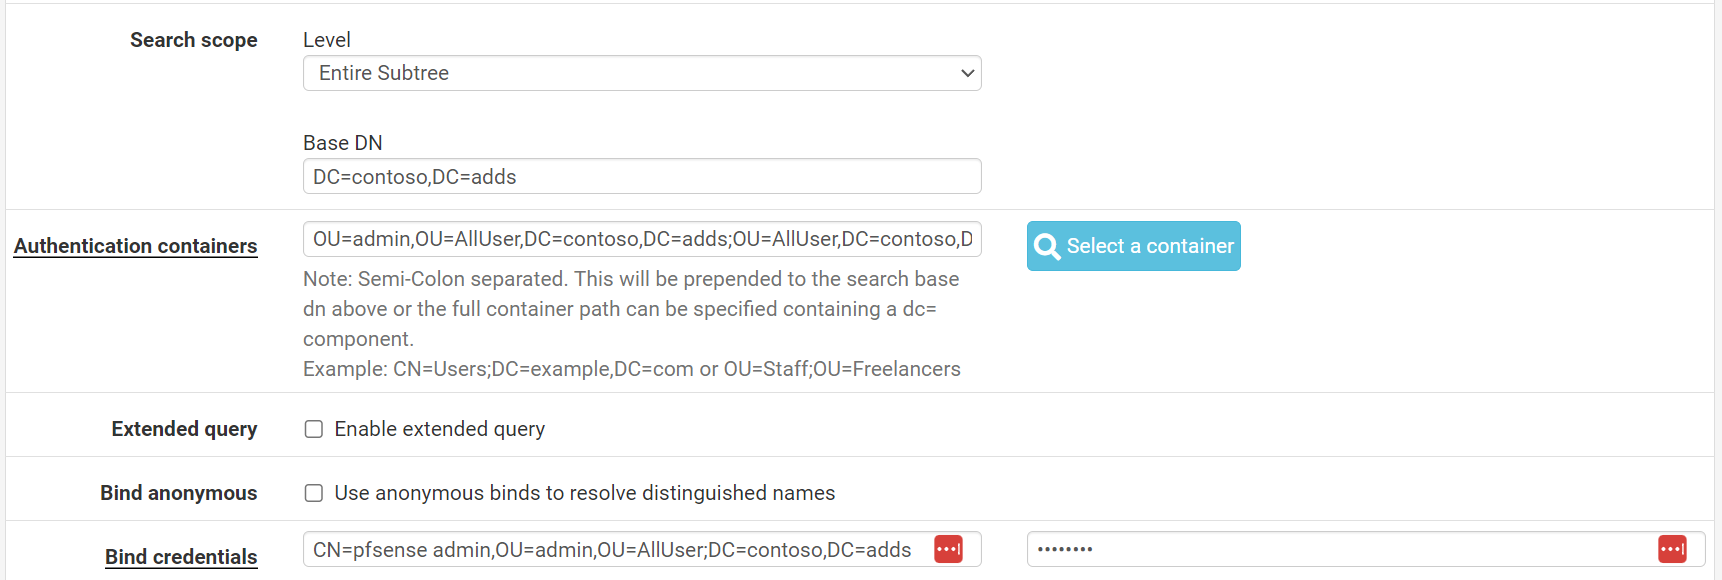 Search scope
Level
Entire Subtree
Base DN
DC=contoso,DC=adds
Authentication containers
OU=admin,OU=AllUser,DC=contoso,DC=adds;OU=AllUser,DC=contoso,D
Select a container
Note: Semi-Colon separated. This will be prepended to the search base
dn above or the full container path can be specified containing a dc=
component.
Example: CN=Users;DC=example,DC=com or OU=Staff;OU=Freelancers
Extended query
Enable extended query
Bind anonymous
Use anonymous binds to resolve distinguished names
Bind credentials
CN=pfsense admin,OU=admin,OU=AllUser;DC=contoso,DC=adds
••••••••